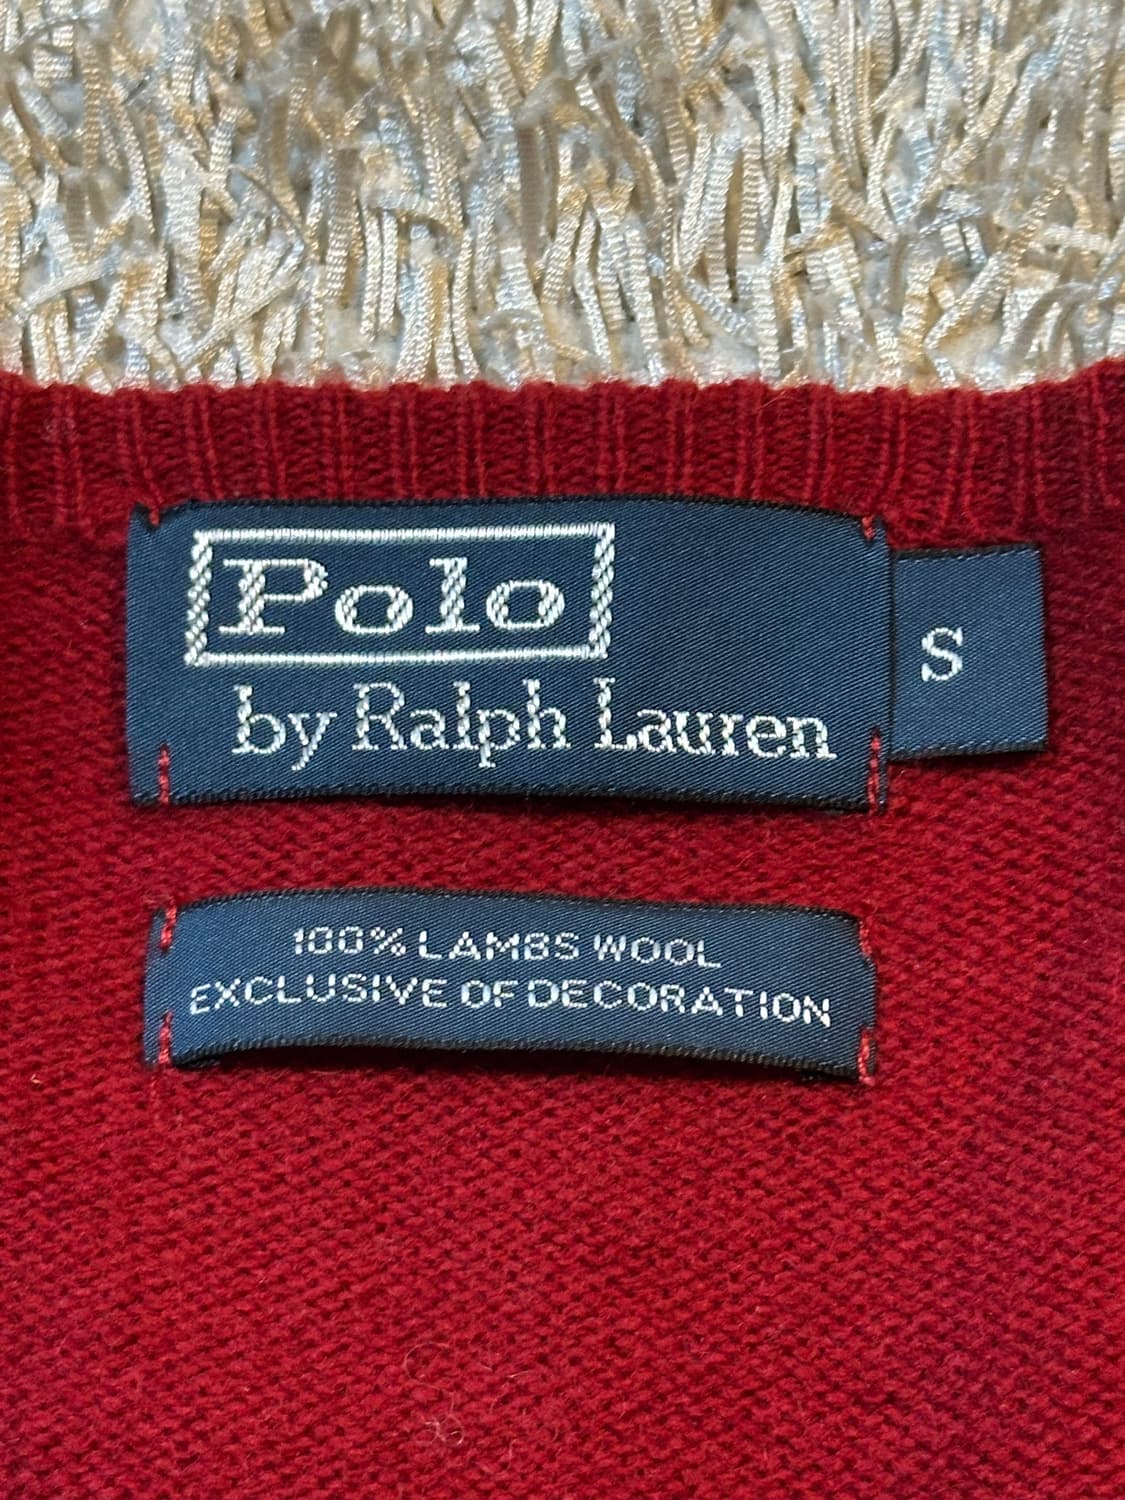 Polo
by Ralph Lauren
S
100% LAMBS WOOL
EXCLUSIVE OF DECORATION